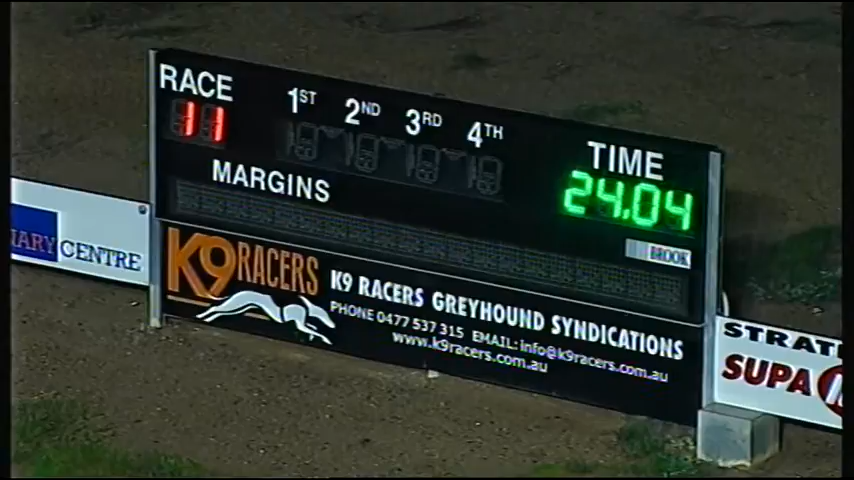 RACE 1ST 2ND 3RD 4TH TIME
11 24.04
MARGINS
BROOK
NARY CENTRE
K9 RACERS
K9 RACERS GREYHOUND SYNDICATIONS
PHONE 0477 537 315 EMAIL: info@k9racers.com.au
www.k9racers.com.au
STRAT
SUPA